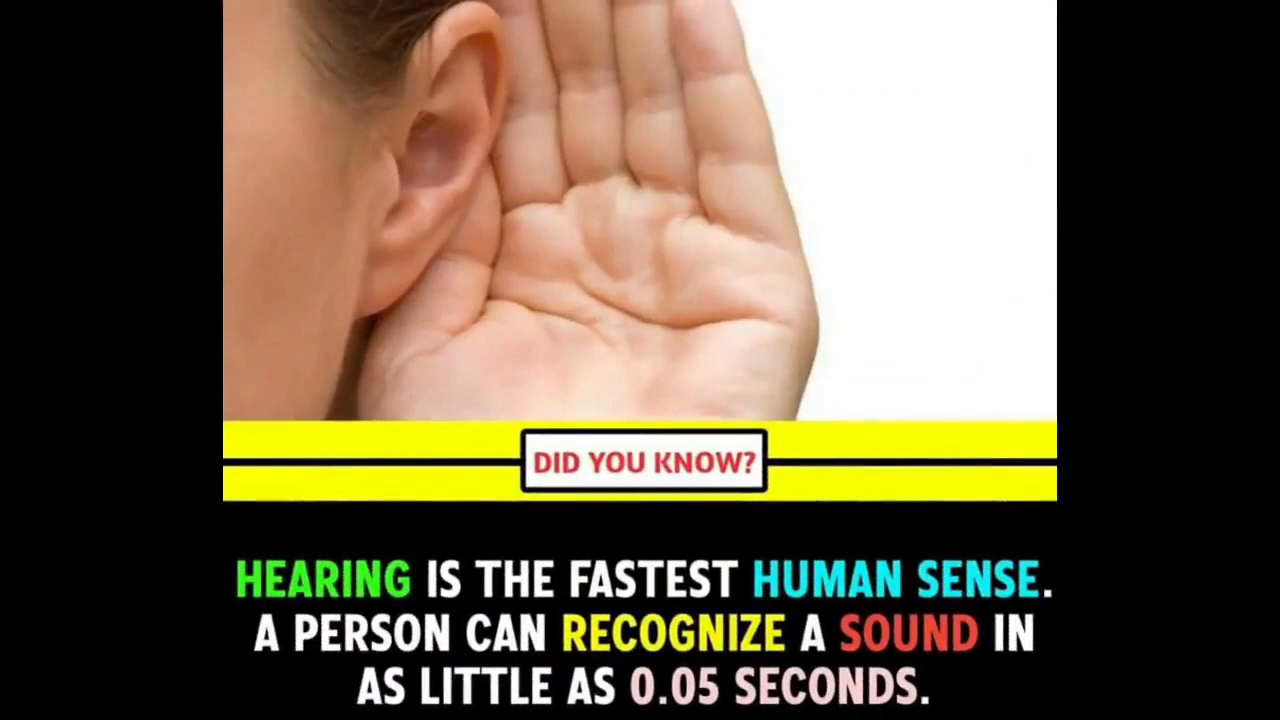 DID YOU KNOW?
HEARING IS THE FASTEST HUMAN SENSE.
A PERSON CAN RECOGNIZE A SOUND IN
AS LITTLE AS 0.05 SECONDS.